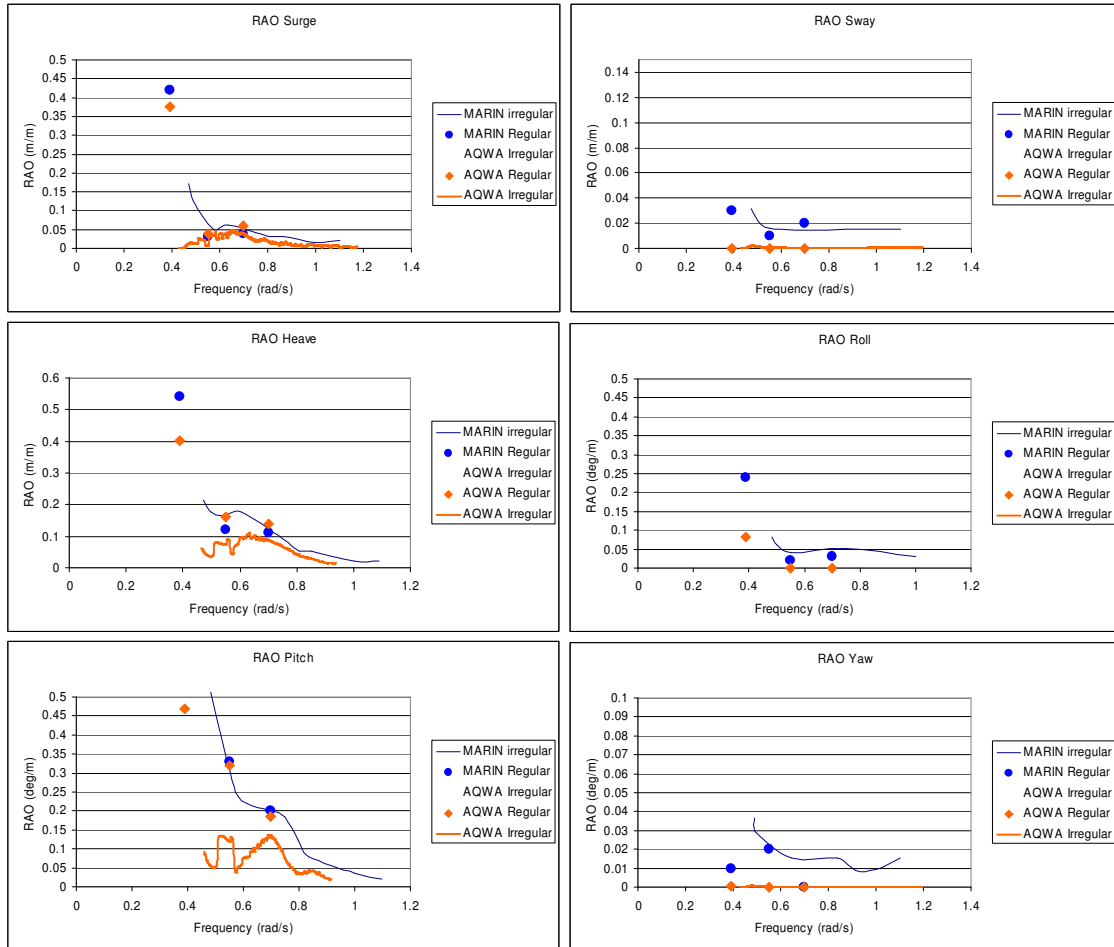 RAO Surge
RAO (m/m)
0.5
0.45
0.4
0.35
0.3
0.25
0.2
0.15
0.1
0.05
0
0 0.2 0.4 0.6 0.8 1 1.2 1.4
Frequency (rad/s)
MARIN irregular
MARIN Regular
AQWA Irregular
AQWA Regular
AQWA Irregular
RAO Sway
RAO (m/m)
0.14
0.12
0.1
0.08
0.06
0.04
0.02
0
0 0.2 0.4 0.6 0.8 1 1.2 1.4
Frequency (rad/s)
MARIN irregular
MARIN Regular
AQWA Irregular
AQWA Regular
AQWA Irregular
RAO Heave
RAO (m/m)
0.6
0.5
0.4
0.3
0.2
0.1
0
0 0.2 0.4 0.6 0.8 1 1.2
Frequency (rad/s)
MARIN irregular
MARIN Regular
AQWA Irregular
AQWA Regular
AQWA Irregular
RAO Roll
RAO (deg/m)
0.5
0.45
0.4
0.35
0.3
0.25
0.2
0.15
0.1
0.05
0
0 0.2 0.4 0.6 0.8 1 1.2
Frequency (rad/s)
MARIN irregular
MARIN Regular
AQWA Irregular
AQWA Regular
AQWA Irregular
RAO Pitch
RAO (deg/m)
0.5
0.45
0.4
0.35
0.3
0.25
0.2
0.15
0.1
0.05
0
0 0.2 0.4 0.6 0.8 1 1.2
Frequency (rad/s)
MARIN irregular
MARIN Regular
AQWA Irregular
AQWA Regular
AQWA Irregular
RAO Yaw
RAO (deg/m)
0.1
0.09
0.08
0.07
0.06
0.05
0.04
0.03
0.02
0.01
0
0 0.2 0.4 0.6 0.8 1 1.2 1.4
Frequency (rad/s)
MARIN irregular
MARIN Regular
AQWA Irregular
AQWA Regular
AQWA Irregular